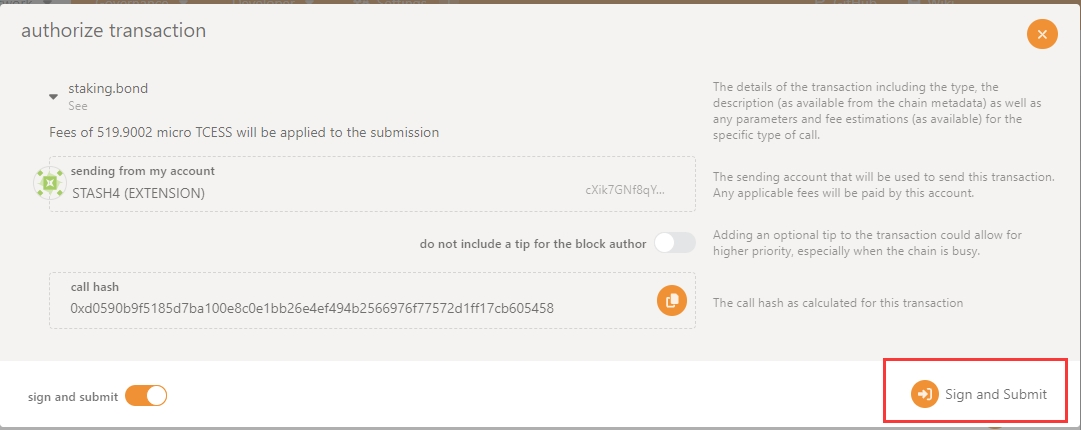 authorize transaction
staking.bond
See
Fees of 519.9002 micro TCESS will be applied to the submission
The details of the transaction including the type, the
description (as available from the chain metadata) as well as
any parameters and fee estimations (as available) for the
specific type of call.
sending from my account
STASH4 (EXTENSION)
cXik7GNf8qY...
The sending account that will be used to send this transaction.
Any applicable fees will be paid by this account.
do not include a tip for the block author
Adding an optional tip to the transaction could allow for
higher priority, especially when the chain is busy.
call hash
0xd0590b9f5185d7ba100e8c0e1bb26e4ef494b2566976f77572d1ff17cb605458
The call hash as calculated for this transaction
sign and submit
Sign and Submit